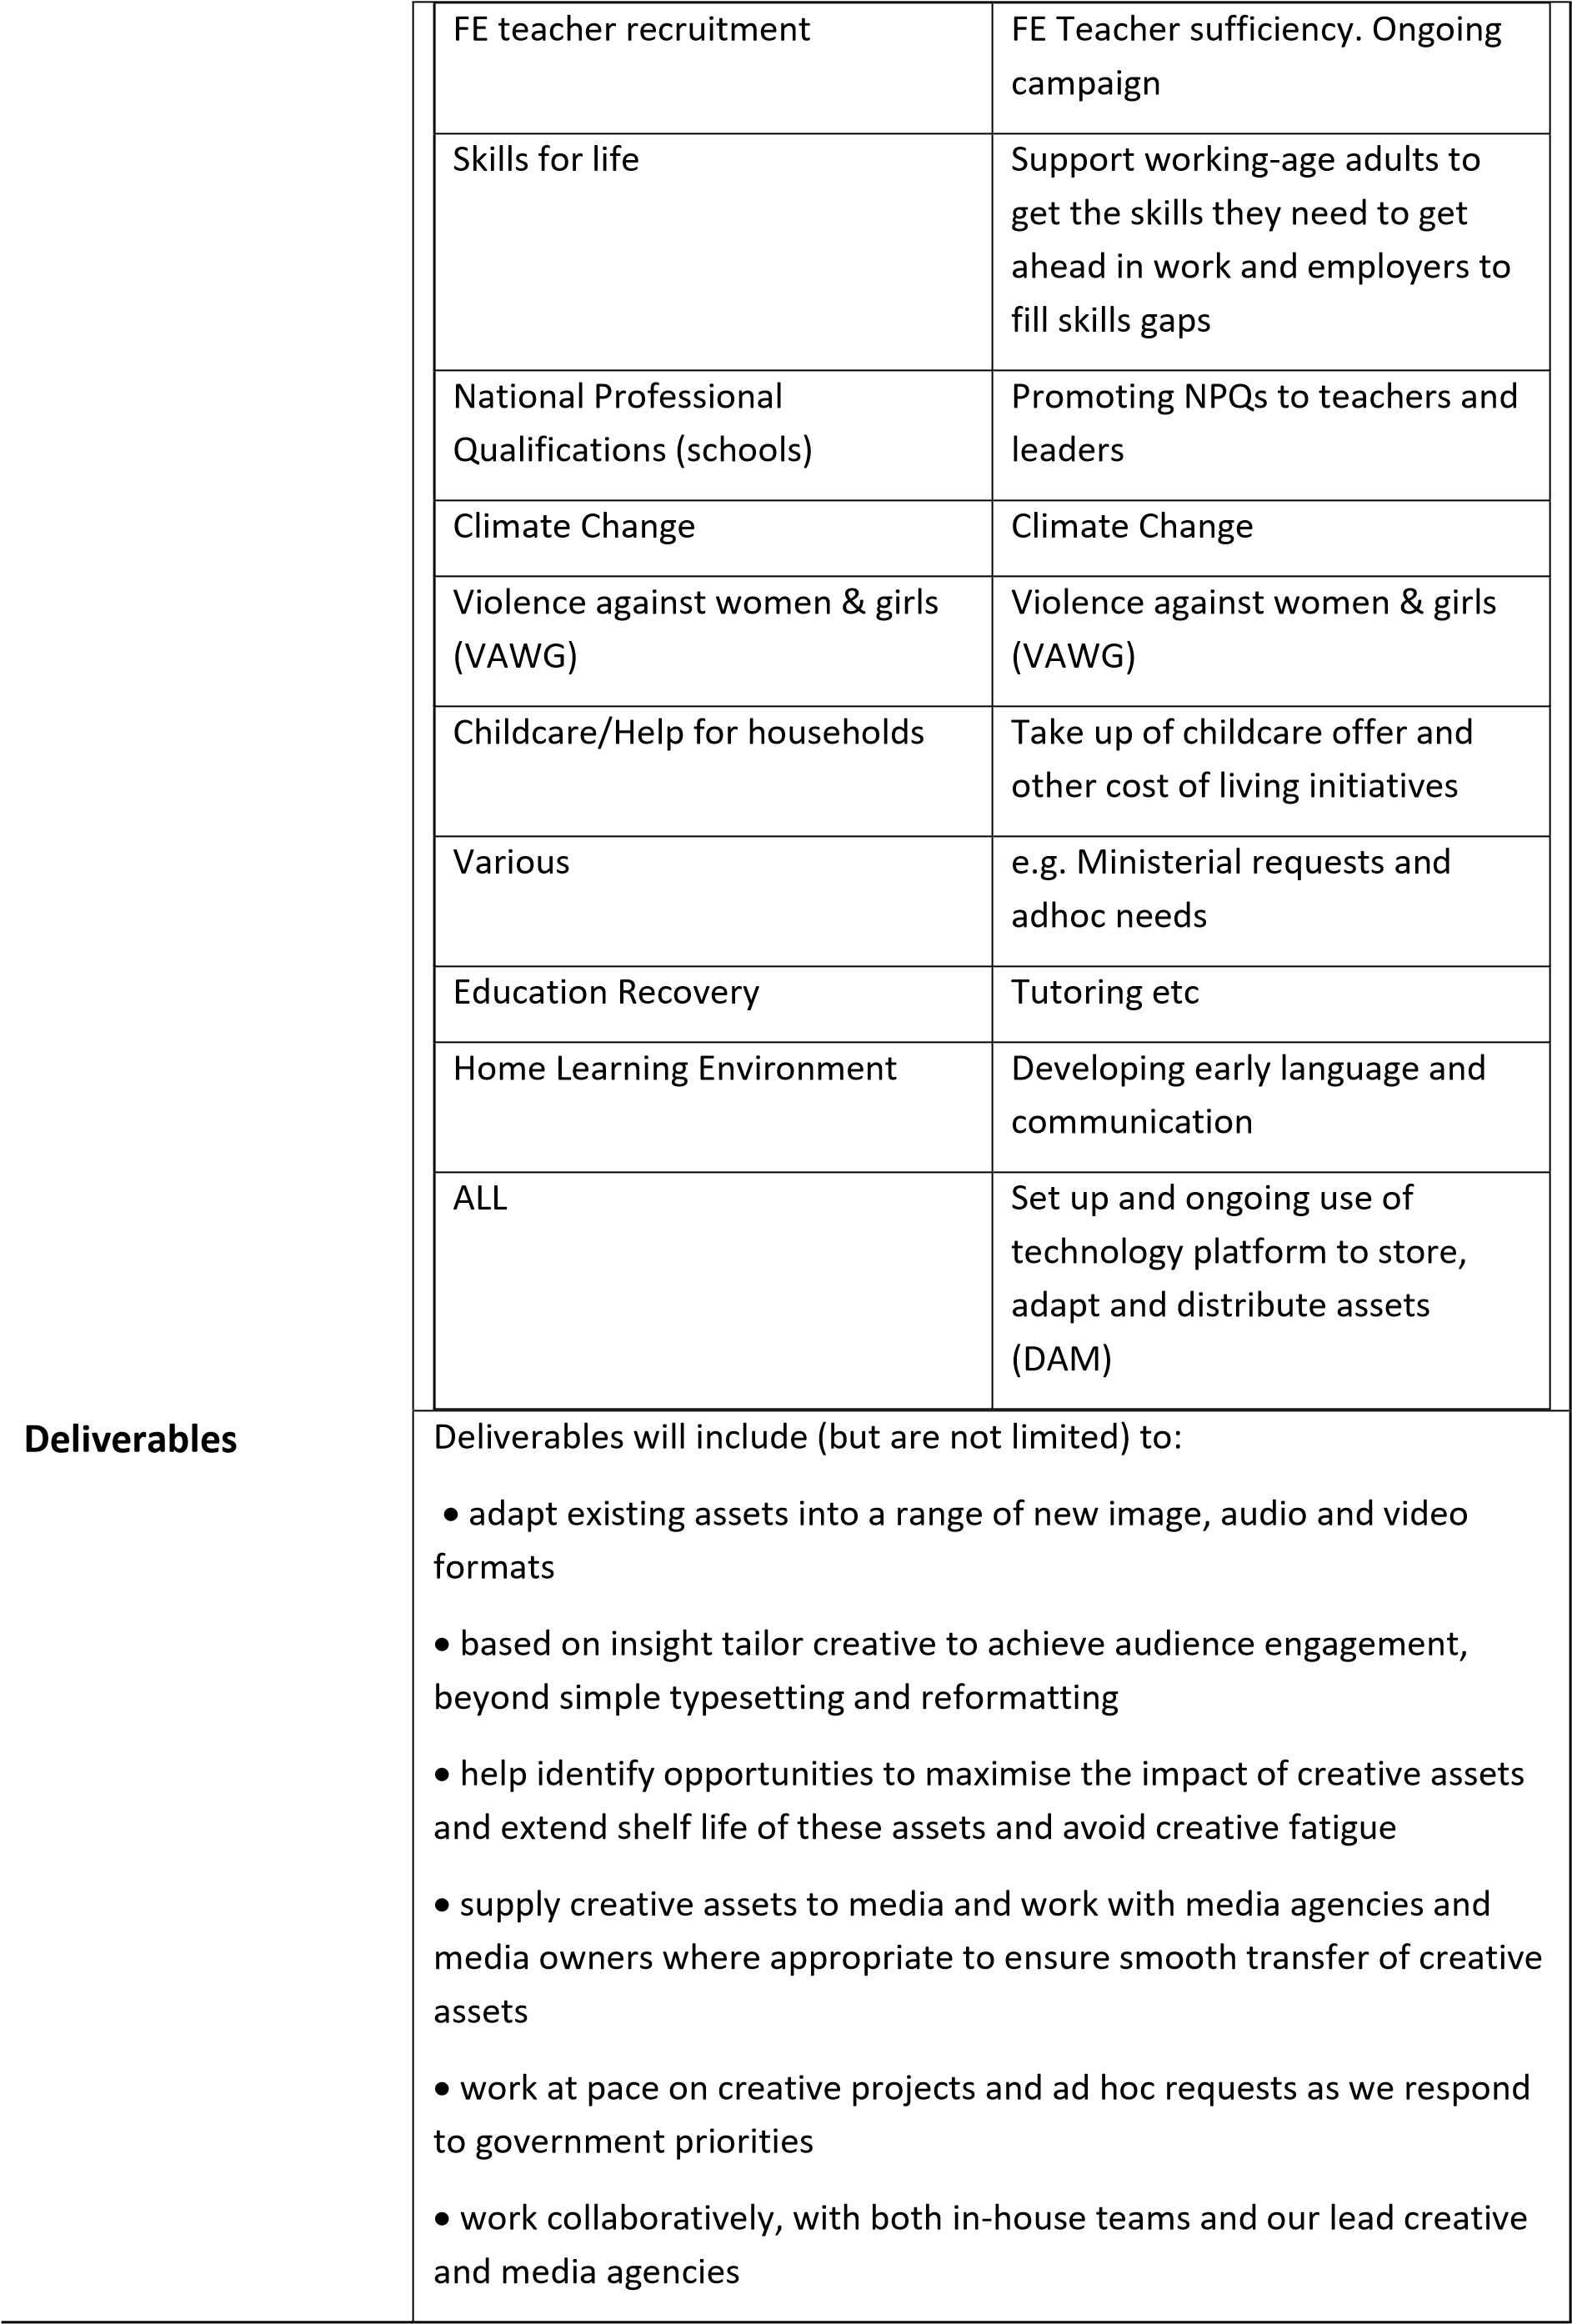 FE teacher recruitment
FE Teacher sufficiency. Ongoing
campaign
Skills for life
Support working-age adults to
get the skills they need to get
ahead in work and employers to
fill skills gaps
National Professional
Qualifications (schools)
Promoting NPQs to teachers and
leaders
Climate Change
Climate Change
Violence against women & girls
(VAWG)
Violence against women & girls
(VAWG)
Childcare/Help for households
Take up of childcare offer and
other cost of living initiatives
Various
e.g. Ministerial requests and
adhoc needs
Education Recovery
Tutoring etc
Home Learning Environment
Developing early language and
communication
ALL
Set up and ongoing use of
technology platform to store,
adapt and distribute assets
(DAM)
Deliverables
Deliverables will include (but are not limited) to:
• adapt existing assets into a range of new image, audio and video
formats
• based on insight tailor creative to achieve audience engagement,
beyond simple typesetting and reformatting
• help identify opportunities to maximise the impact of creative assets
and extend shelf life of these assets and avoid creative fatigue
• supply creative assets to media and work with media agencies and
media owners where appropriate to ensure smooth transfer of creative
assets
• work at pace on creative projects and ad hoc requests as we respond
to government priorities
• work collaboratively, with both in-house teams and our lead creative
and media agencies